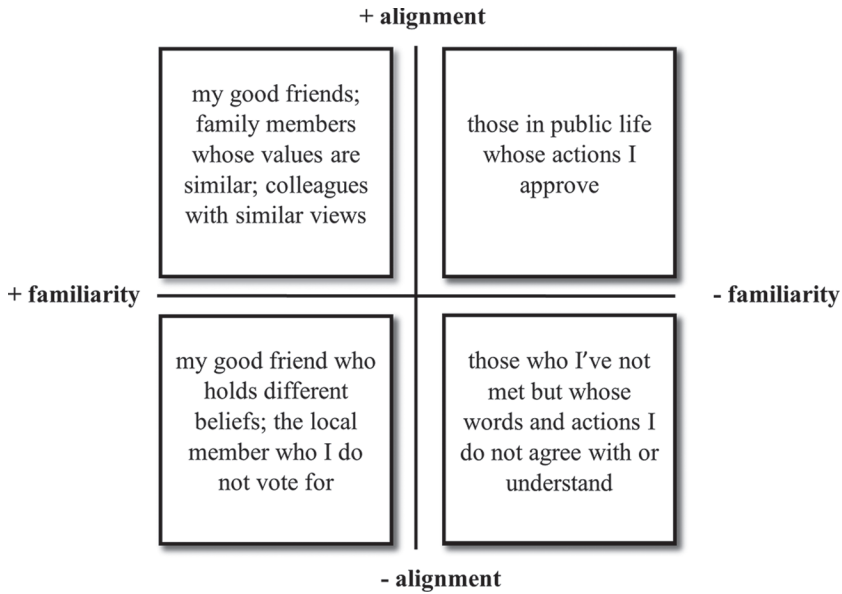 + alignment
my good friends;
family members
whose values are
similar; colleagues
with similar views
those in public life
whose actions I
approve
+ familiarity
- familiarity
my good friend who
holds different
beliefs; the local
member who I do
not vote for
those who I've not
met but whose
words and actions I
do not agree with or
understand
- alignment